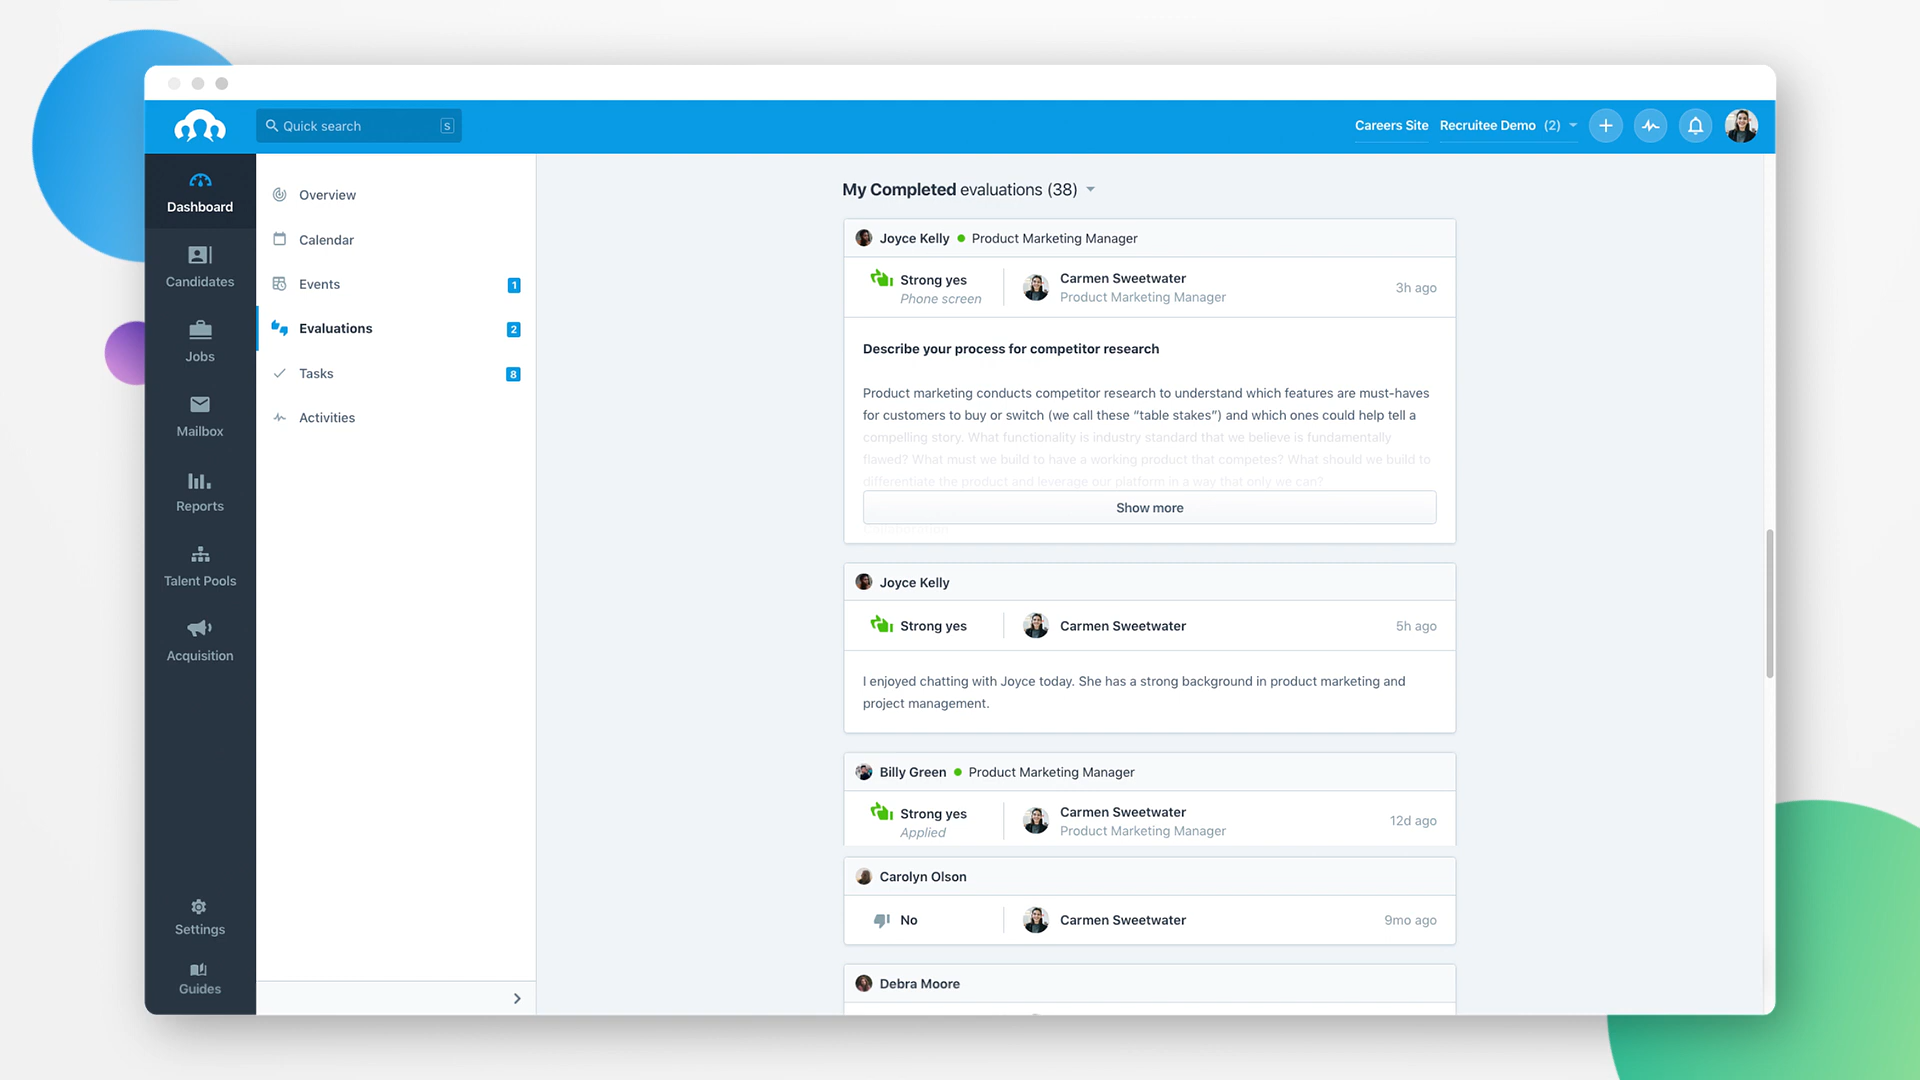 Quick search
S
Careers Site
Recruitee Demo (2)
Dashboard
Candidates
Jobs
Mailbox
Reports
Talent Pools
Acquisition
Settings
Guides
Overview
Calendar
Events
1
Evaluations
2
Tasks
8
Activities
My Completed evaluations (38)
Joyce Kelly Product Marketing Manager
Strong yes
Phone screen
Carmen Sweetwater
Product Marketing Manager
3h ago
Describe your process for competitor research
Product marketing conducts competitor research to understand which features are must-haves
for customers to buy or switch (we call these “table stakes”) and which ones could help tell a
compelling story. What functionality is industry standard that we believe is fundamentally
flawed? What must we build to have a working product that competes? What should we build to
differentiate the product and leverage our platform in a way that only we can?
Show more
Collaboration
Joyce Kelly
Strong yes
Carmen Sweetwater
5h ago
I enjoyed chatting with Joyce today. She has a strong background in product marketing and
project management.
Billy Green Product Marketing Manager
Strong yes
Applied
Carmen Sweetwater
Product Marketing Manager
12d ago
Carolyn Olson
No
Carmen Sweetwater
9mo ago
Debra Moore